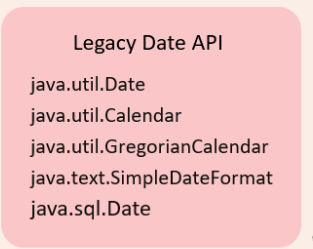 Legacy Date API
java.util.Date
java.util.Calendar
java.util.GregorianCalendar
java.text.SimpleDateFormat
java.sql.Date